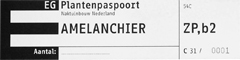 EG Plantenpaspoort
Naktuinbouw Nederland
AMELANCHIER ZP,b2
Aantal: C 31 / 0001